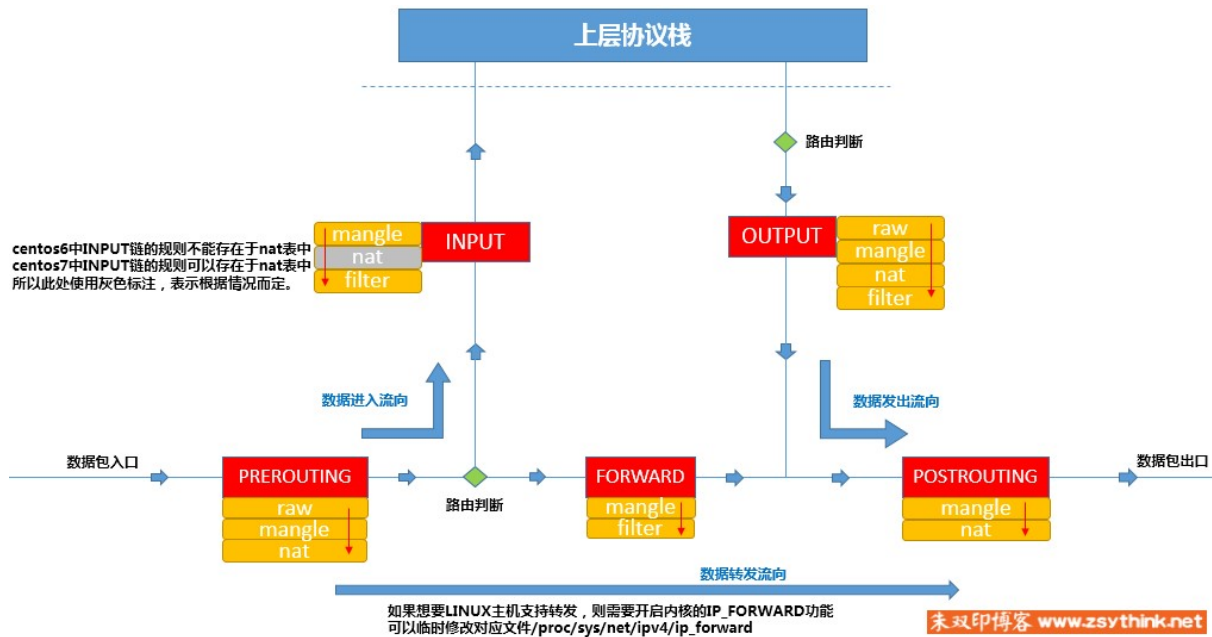 上层协议栈
路由判断
centos6中INPUT链的规则不能存在于nat表中
centos7中INPUT链的规则可以存在于nat表中
所以此处使用灰色标注，表示根据情况而定。
mangle
nat
filter
INPUT
OUTPUT
raw
mangle
nat
filter
数据进入流向
数据发出流向
数据包入口
PREROUTING
raw
mangle
nat
路由判断
FORWARD
mangle
filter
POSTROUTING
mangle
nat
数据包出口
数据转发流向
如果想要LINUX主机支持转发，则需要开启内核的IP_FORWARD功能
可以临时修改对应文件/proc/sys/net/ipv4/ip_forward
朱双印博客 www.zsythink.net